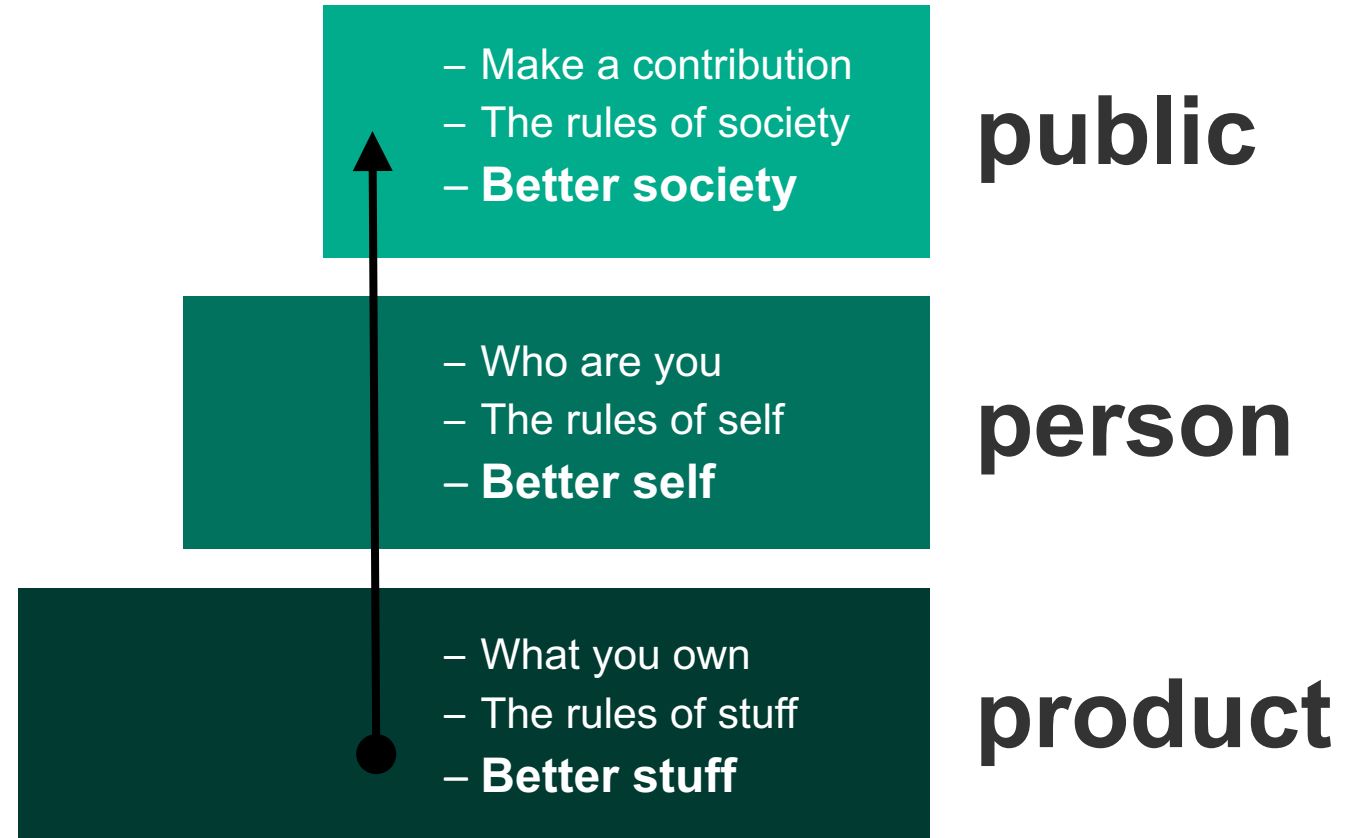 – Make a contribution
– The rules of society
– Better society
public
– Who are you
– The rules of self
– Better self
person
– What you own
– The rules of stuff
– Better stuff
product